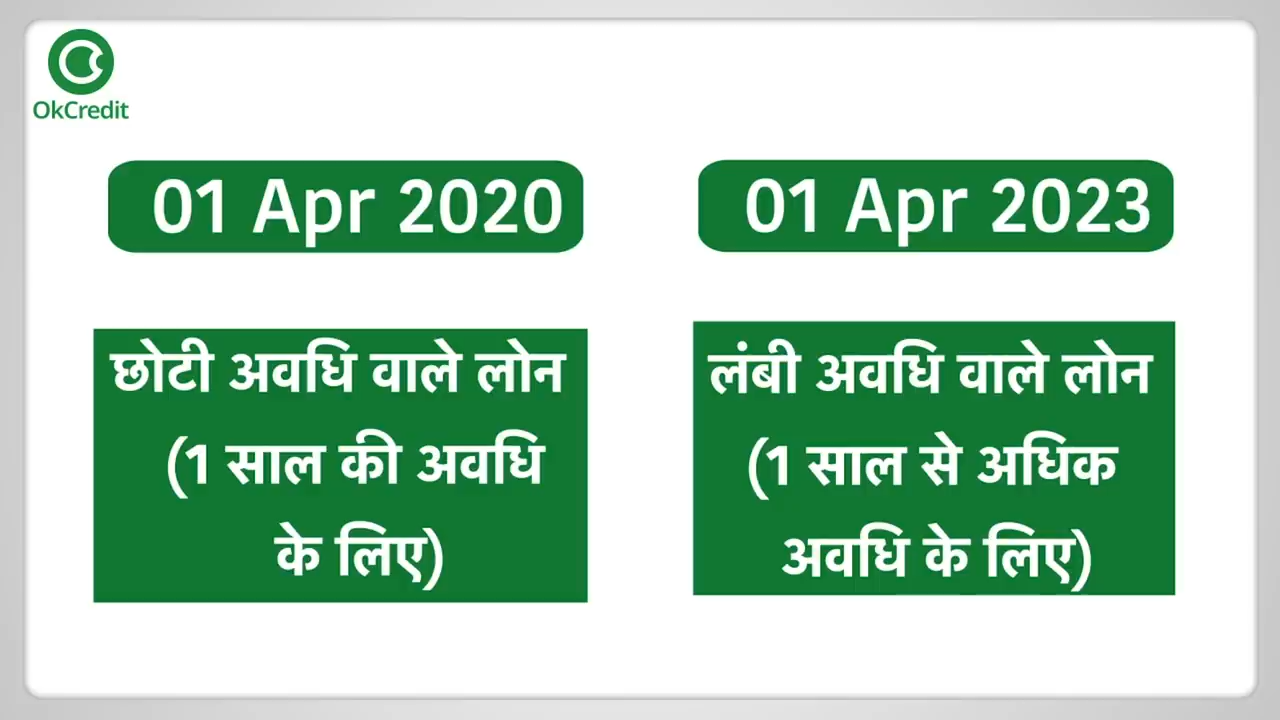 OkCredit
01 Apr 2020
01 Apr 2023
छोटी अवधि वाले लोन
(1 साल की अवधि
के लिए)
लंबी अवधि वाले लोन
(1 साल से अधिक
अवधि के लिए)